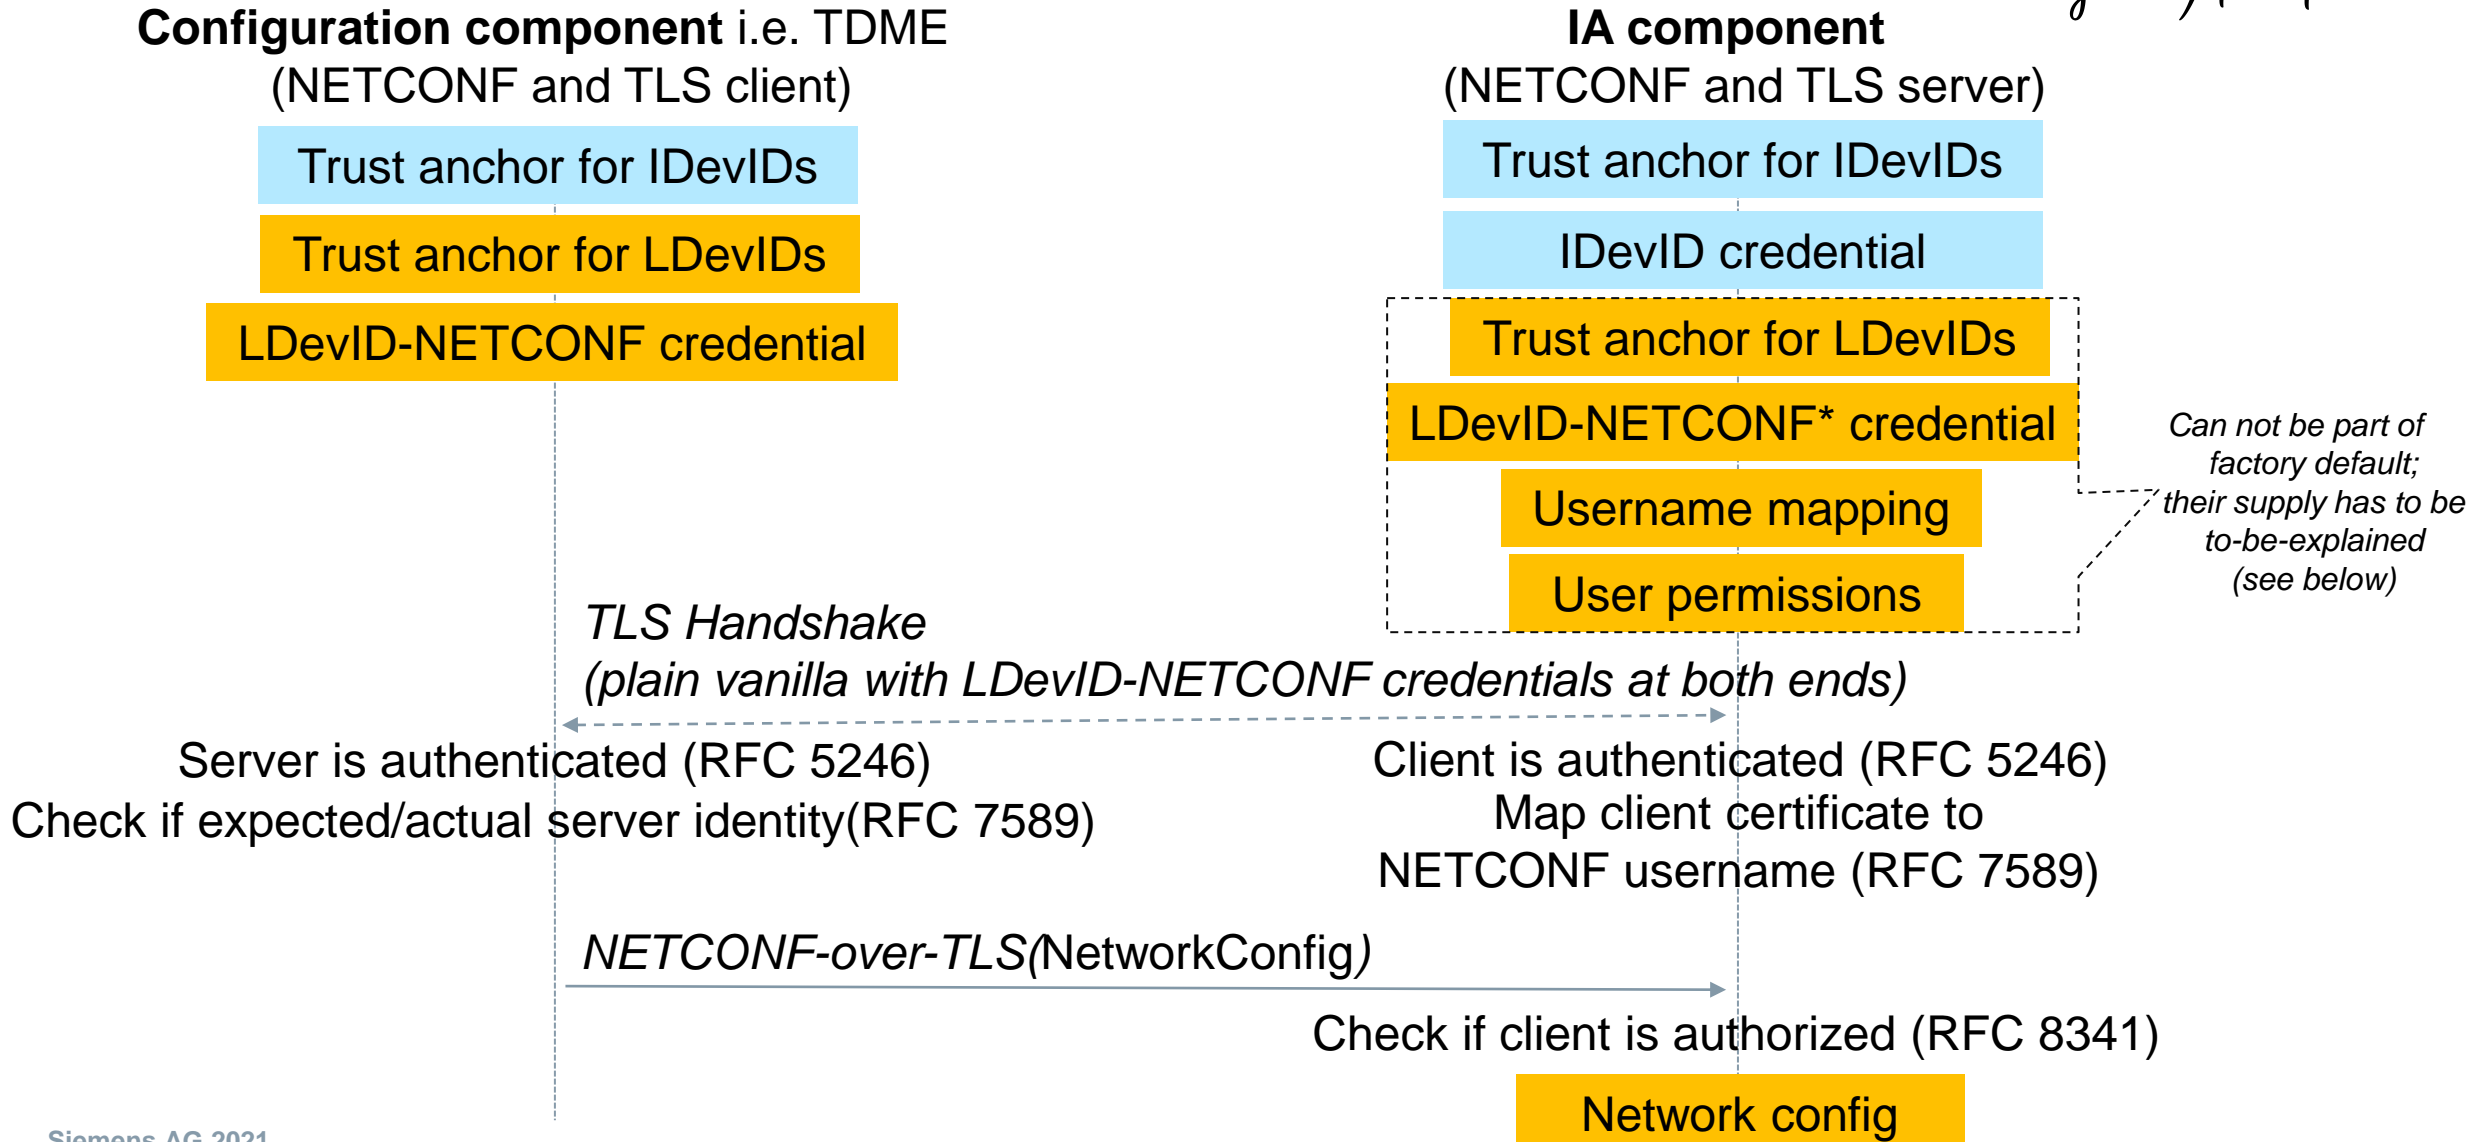 Configuration component i.e. TDME
(NETCONF and TLS client)
Trust anchor for IDevIDs
Trust anchor for LDevIDs
LDevID-NETCONF credential
IA component
(NETCONF and TLS server)
Trust anchor for IDevIDs
IDevID credential
Trust anchor for LDevIDs
LDevID-NETCONF* credential
Username mapping
User permissions
Can not be part of
factory default;
their supply has to be
to-be-explained
(see below)
TLS Handshake
(plain vanilla with LDevID-NETCONF credentials at both ends)
Server is authenticated (RFC 5246)
Check if expected/actual server identity(RFC 7589)
Client is authenticated (RFC 5246)
Map client certificate to
NETCONF username (RFC 7589)
NETCONF-over-TLS(NetworkConfig)
Check if client is authorized (RFC 8341)
Network config
Siemens AG 2021